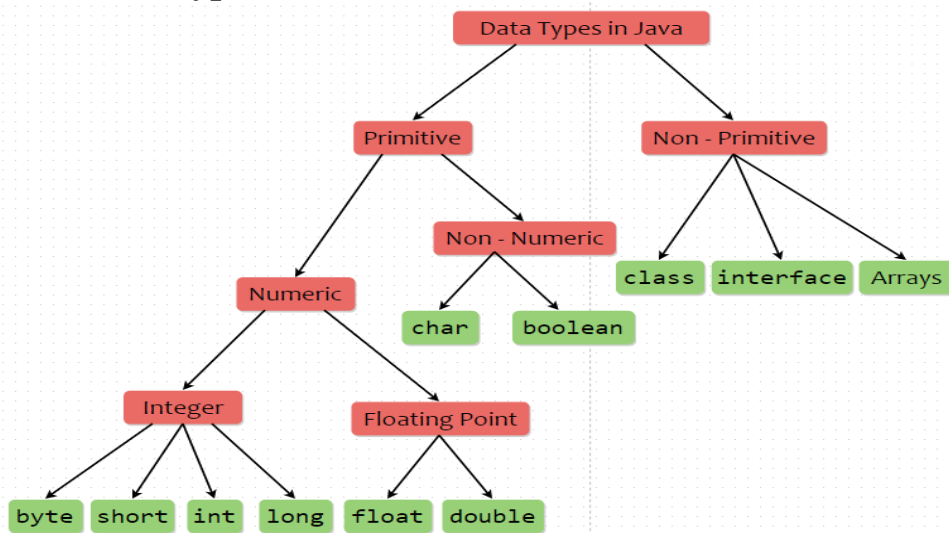 Data Types in Java
Primitive
Non - Primitive
Non - Numeric
class
interface
Arrays
Numeric
char
boolean
Integer
Floating Point
byte
short
int
long
float
double